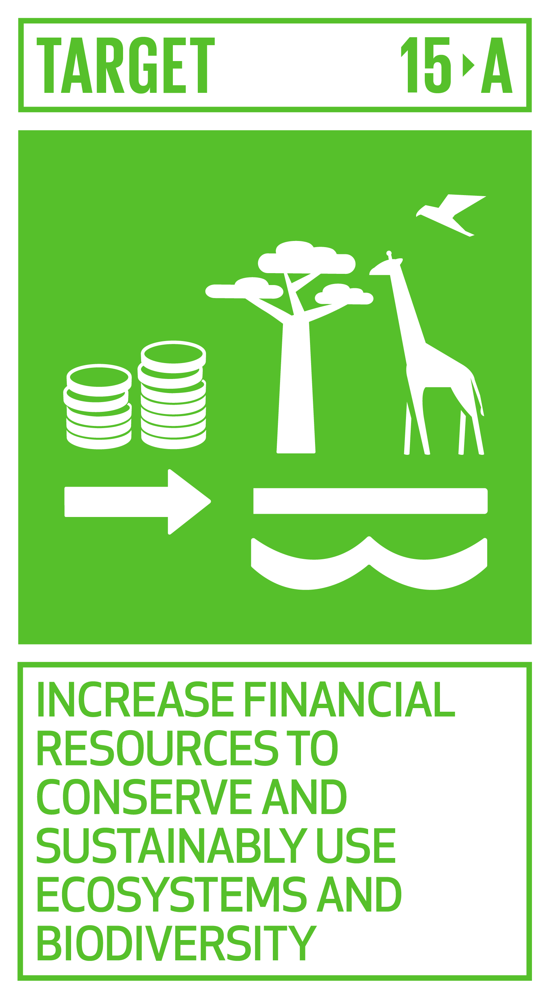 TARGET 15▸A
INCREASE FINANCIAL
RESOURCES TO
CONSERVE AND
SUSTAINABLY USE
ECOSYSTEMS AND
BIODIVERSITY